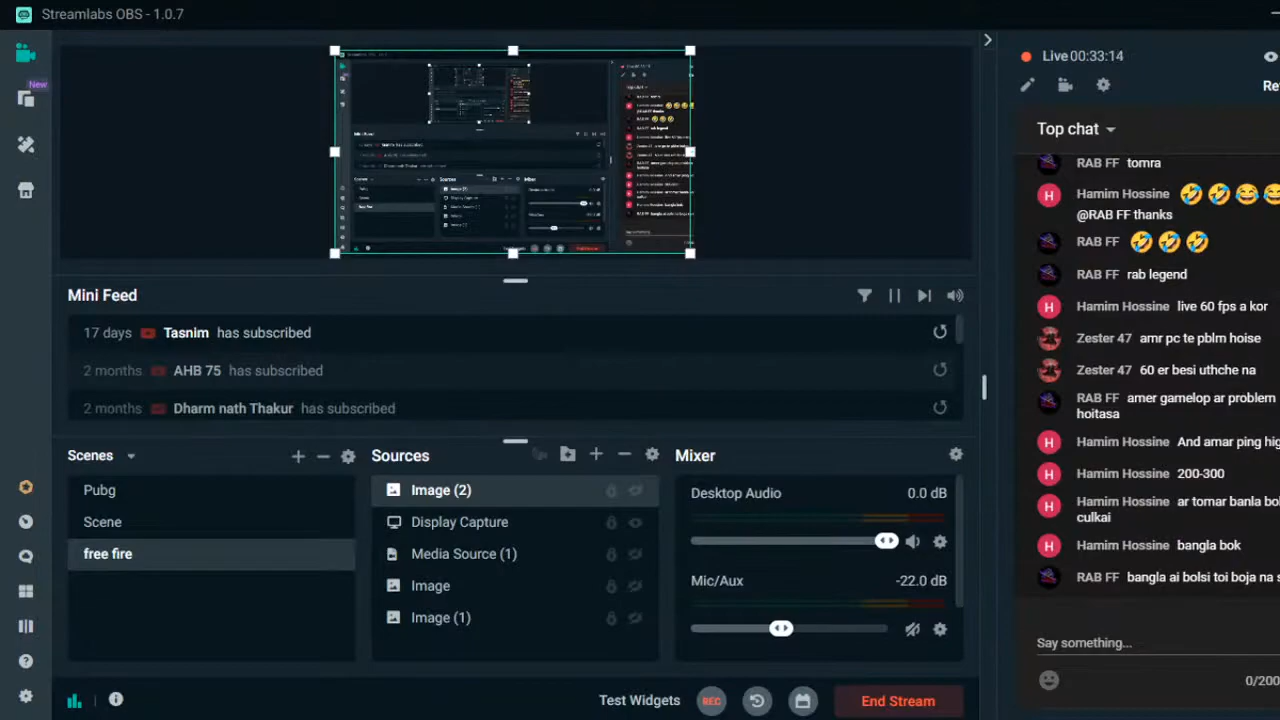 Streamlabs OBS - 1.0.7
New
Live 00:33:14
Top chat
RAB FF tomra
Hamim Hossine 🤣🤣😂😂
@RAB FF thanks
RAB FF 🤣🤣🤣
RAB FF rab legend
Hamim Hossine live 60 fps a kor
Zester 47 amr pc te pblm hoise
Zester 47 60 er besi uthche na
RAB FF amer gamelop ar problem
hoitasa
Hamim Hossine And amar ping hig
Hamim Hossine 200-300
Hamim Hossine ar tomar banla bo
culkai
Hamim Hossine bangla bok
RAB FF bangla ai bolsi toi boja na s
Say something...
0/200
Mini Feed
17 days Tasnim has subscribed
2 months AHB 75 has subscribed
2 months Dharm nath Thakur has subscribed
Scenes
Pubg
Scene
free fire
Sources
Image (2)
Display Capture
Media Source (1)
Image
Image (1)
Mixer
Desktop Audio 0.0 dB
Mic/Aux -22.0 dB
Test Widgets
REC
End Stream